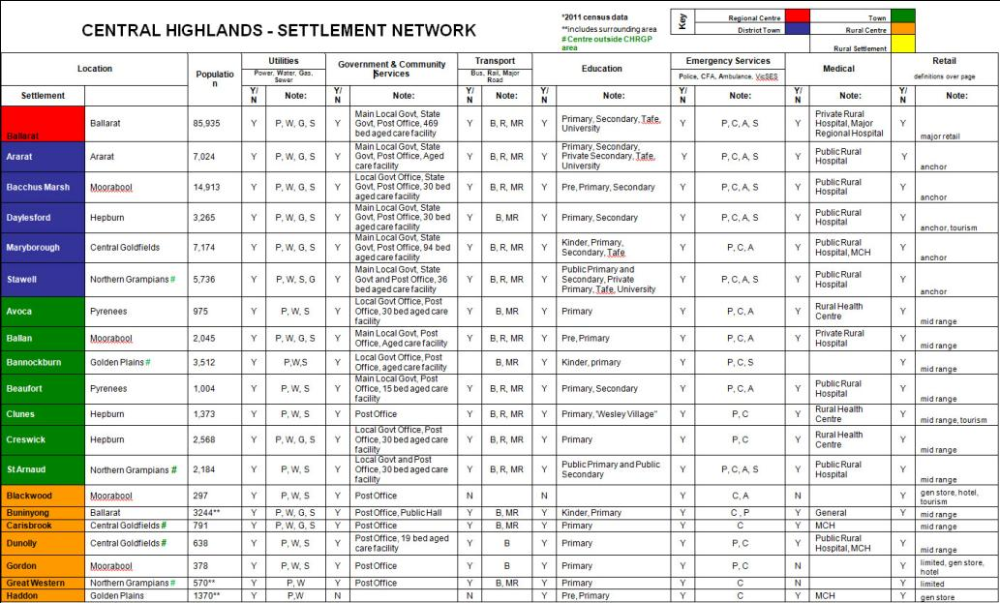 CENTRAL HIGHLANDS - SETTLEMENT NETWORK
*2011 census data
**includes surrounding area
# Centre outside CHRGP area
Key
Regional Centre
Town
District Town
Rural Centre
Rural Settlement
Location Population Utilities Government & Community Services Transport Education Emergency Services Medical Retail
Power, Water, Gas, Sewer Bus, Rail, Major Road Police, CFA, Ambulance, VicSES definitions over page
Settlement Y/N Note: Y/N Note: Y/N Note: Y/N Note: Y/N Note: Y/N Note: Y/N Note:
Ballarat Ballarat 85,935 Y P, W, G, S Y Main Local Govt, State Govt, Post Office, 469 bed aged care facility Y B, R, MR Y Primary, Secondary, Tafe, University Y P, C, A, S Y Private Rural Hospital, Major Regional Hospital Y major retail
Ararat Ararat 7,024 Y P, W, G, S Y Main Local Govt, State Govt, Post Office, Aged care facility Y B, R, MR Y Primary, Secondary, Private Secondary, Tafe, University Y P, C, A, S Y Public Rural Hospital Y anchor
Bacchus Marsh Moorabool 14,913 Y P, W, G, S Y Local Govt Office, State Govt, Post Office, 30 bed aged care facility Y B, R, MR Y Pre, Primary, Secondary Y P, C, A, S Y Public Rural Hospital Y anchor
Daylesford Hepburn 3,265 Y P, W, G, S Y Main Local Govt, State Govt, Post Office, 30 bed aged care facility Y B, MR Y Primary, Secondary Y P, C, A, S Y Public Rural Hospital Y anchor, tourism
Maryborough Central Goldfields 7,174 Y P, W, G, S Y Main Local Govt, State Govt, Post Office, 94 bed aged care facility Y B, R, MR Y Kinder, Primary, Secondary, Tafe Y P, C, A Y Public Rural Hospital, MCH Y anchor
Stawell Northern Grampians # 5,736 Y P, W, S, G Y Main Local Govt, State Govt and Post Office, 36 bed aged care facility Y B, R, MR Y Public Primary and Secondary, Private Primary, Tafe, University Y P, C, A, S Y Public Rural Hospital Y anchor
Avoca Pyrenees 975 Y P, W, S Y Local Govt Office, Post Office, 30 bed aged care facility Y B, MR Y Primary Y P, C, A Y Rural Health Centre Y mid range
Ballan Moorabool 2,045 Y P, W, G, S Y Main Local Govt, Post Office, Aged care facility Y B, R, MR Y Pre, Primary Y P, C, A Y Private Rural Hospital Y mid range
Bannockburn Golden Plains # 3,512 Y P,W,S Y Local Govt Office, Post Office, aged care facility B, MR Y Kinder, primary Y P, C, S Y mid range
Beaufort Pyrenees 1,004 Y P, W, S Y Main Local Govt, Post Office, 15 bed aged care facility Y B, R, MR Y Primary, Secondary Y P, C, A Y Public Rural Hospital Y mid range
Clunes Hepburn 1,373 Y P, W, S Y Post Office Y B, R, MR Y Primary, "Wesley Village" Y P, C Y Rural Health Centre Y mid range, tourism
Creswick Hepburn 2,568 Y P, W, G, S Y Local Govt Office, Post Office, 30 bed aged care facility Y B, R, MR Y Primary Y P, C Y Rural Health Centre Y mid range
St Arnaud Northern Grampians # 2,184 Y P, W, S Y Local Govt and Post Office, 30 bed aged care facility Y B, R, MR Y Public Primary and Public Secondary Y P, C, A, S Y Public Rural Hospital Y mid range
Blackwood Moorabool 297 Y P, W, S Y Post Office N N Y C, A N Y gen store, hotel, tourism
Buninyong Ballarat 3244** Y P, W, G, S Y Post Office, Public Hall Y B, MR Y Kinder, Primary Y C , P Y General Y mid range
Carisbrook Central Goldfields # 791 Y P, W, G, S Y Post Office Y B, MR Y Primary Y C Y MCH mid range
Dunolly Central Goldfields # 638 Y P, W, S Y Post Office, 19 bed aged care facility Y B Y Primary Y P, C Y Public Rural Hospital, MCH Y mid range
Gordon Moorabool 378 Y P, W, S Y Post Office Y B Y Primary Y P, C N Y limited, gen store, hotel
Great Western Northern Grampians # 570** Y P, W Y Post Office Y B, MR Y Primary Y C N Y limited
Haddon Golden Plains 1370** Y P,W N N Y Pre, Primary Y C Y MCH Y gen store